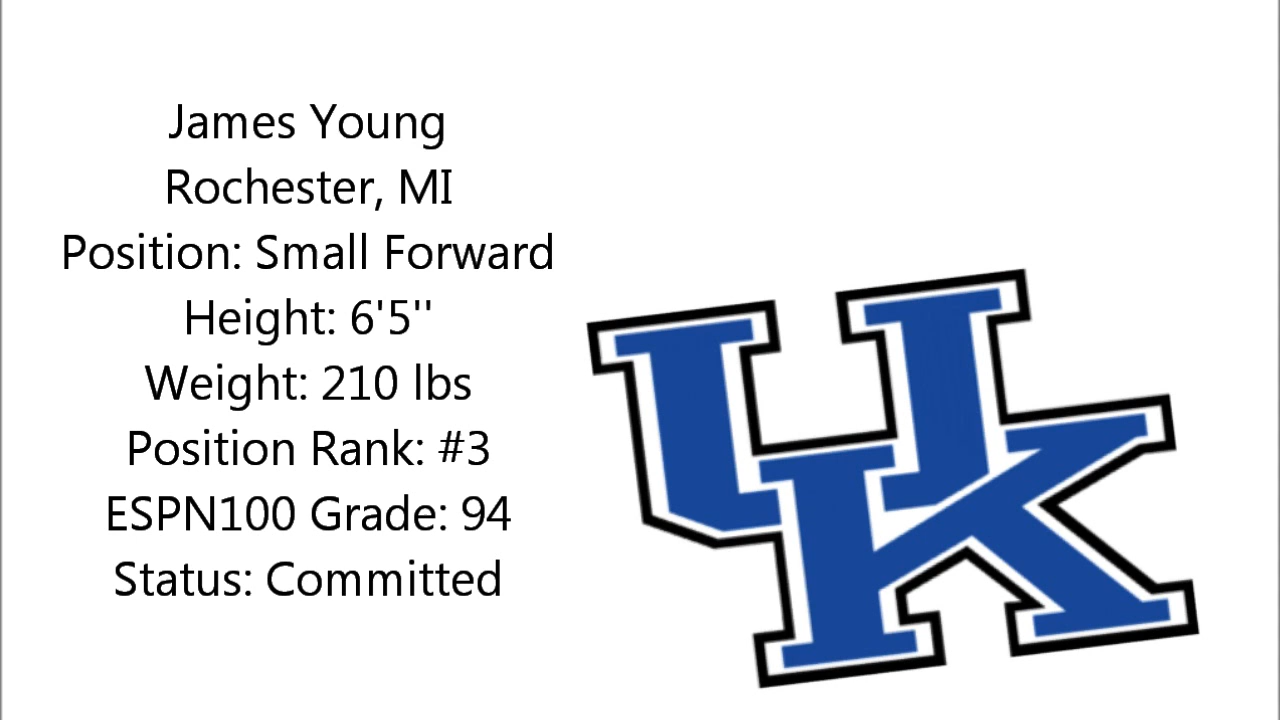 James Young
Rochester, MI
Position: Small Forward
Height: 6'5''
Weight: 210 lbs
Position Rank: #3
ESPN100 Grade: 94
Status: Committed
UK